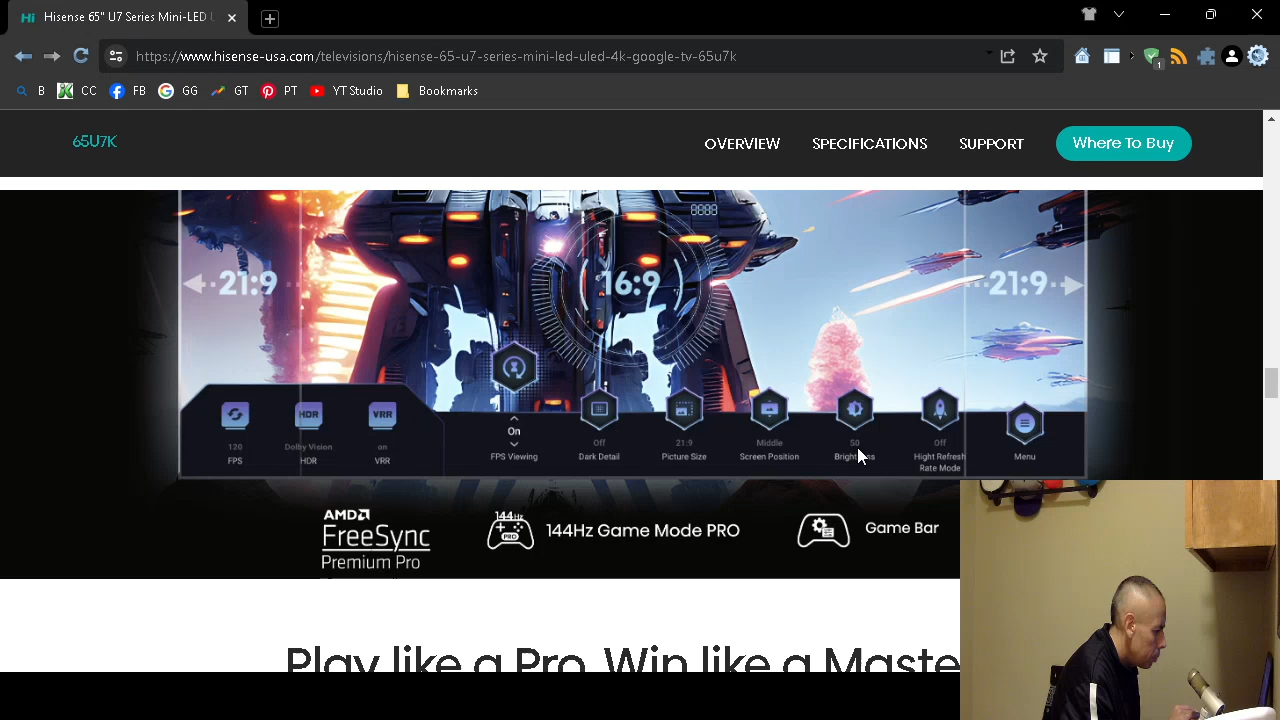 Hi Hisense 65" U7 Series Mini-LED U
https://www.hisense-usa.com/televisions/hisense-65-u7-series-mini-led-uled-4k-google-tv-65u7k
1
B CC FB GG GT PT YT Studio Bookmarks
65U7K
OVERVIEW SPECIFICATIONS SUPPORT Where To Buy
8888
21:9 16:9 21:9
HDR VRR
On
120 Dolby Vision on
FPS HDR VRR
Off 21:9 Middle 50 Off
FPS Viewing Dark Detail Picture Size Screen Position Brightness Hight Refresh Menu
Rate Mode
AMD
FreeSync
Premium Pro
144Hz
PRO
144Hz Game Mode PRO
Game Bar
Play like a Pro. Win like a Maste